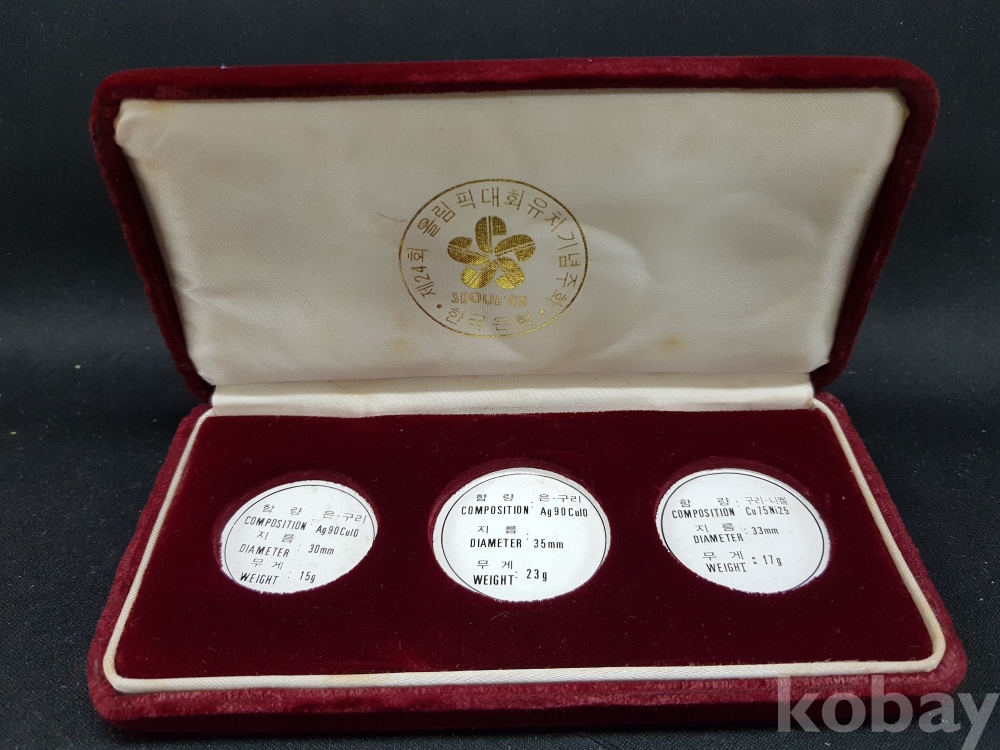 제24회 올림픽대회유치기념주화
SEOUL 88
한국은행
함 량 : 은·구리
COMPOSITION : Ag90Cu10
지 름
DIAMETER : 30mm
무 게
WEIGHT : 15g
함 량 : 은·구리
COMPOSITION : Ag90Cu10
지 름
DIAMETER : 35mm
무 게
WEIGHT : 23g
함 량 : 구리·니켈
COMPOSITION : Cu75Ni25
지 름
DIAMETER : 33mm
무 게
WEIGHT : 17g
kobay